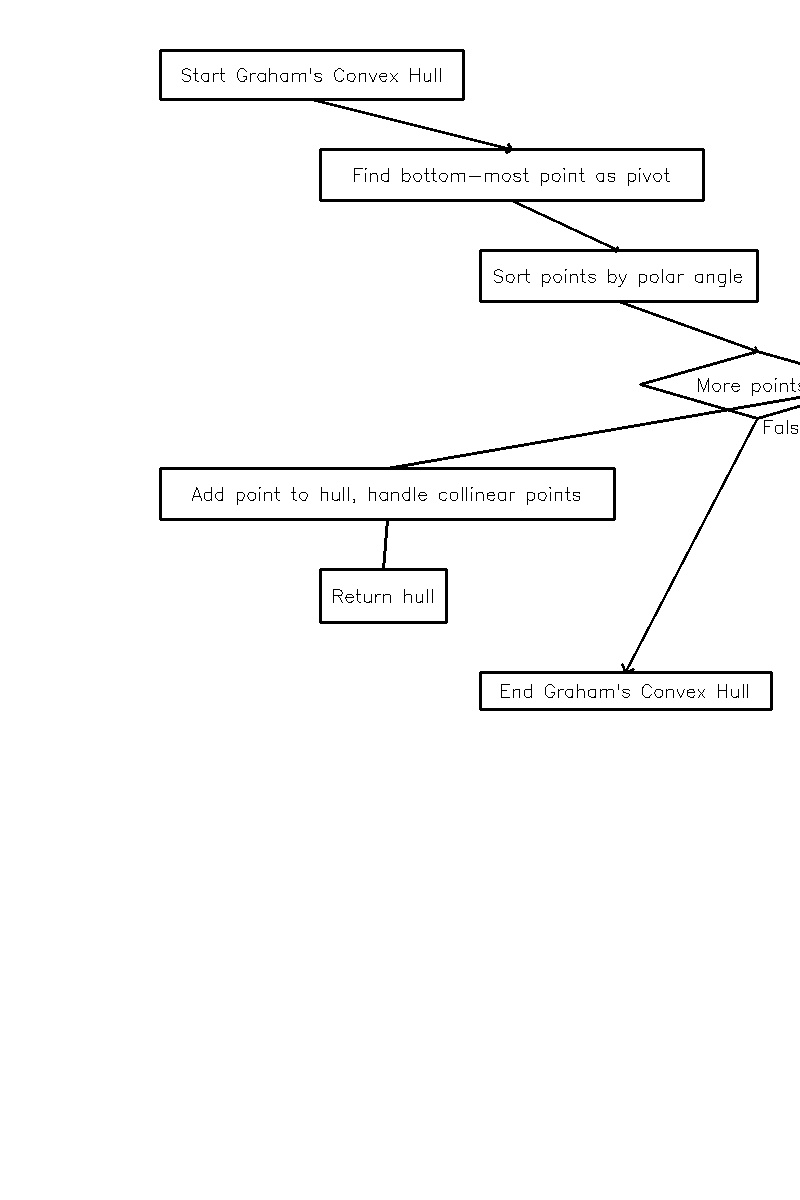 Start Graham's Convex Hull
Find bottom-most point as pivot
Sort points by polar angle
More points
Fals
Add point to hull, handle collinear points
Return hull
End Graham's Convex Hull